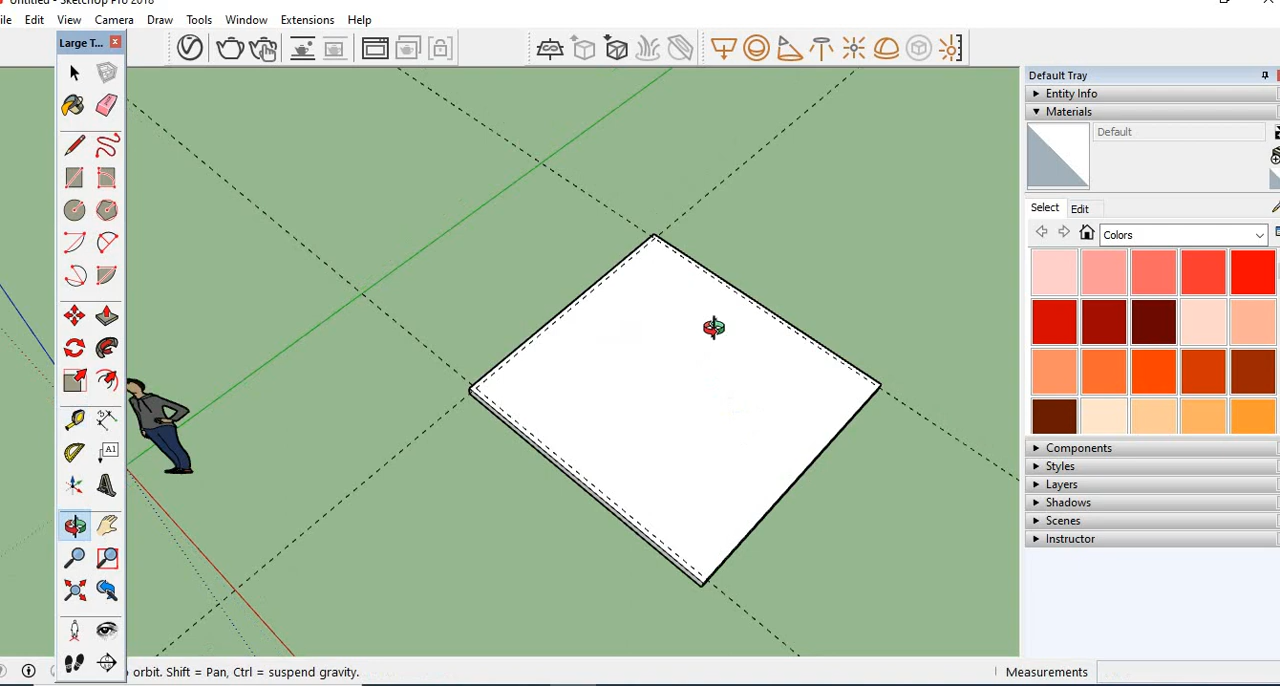 Untitled - SketchUp Pro 2018
ile Edit View Camera Draw Tools Window Extensions Help
Large T...
Default Tray
Entity Info
Materials
Default
Select Edit
Colors
A1
Components
Styles
Layers
Shadows
Scenes
Instructor
orbit. Shift = Pan, Ctrl = suspend gravity.
Measurements